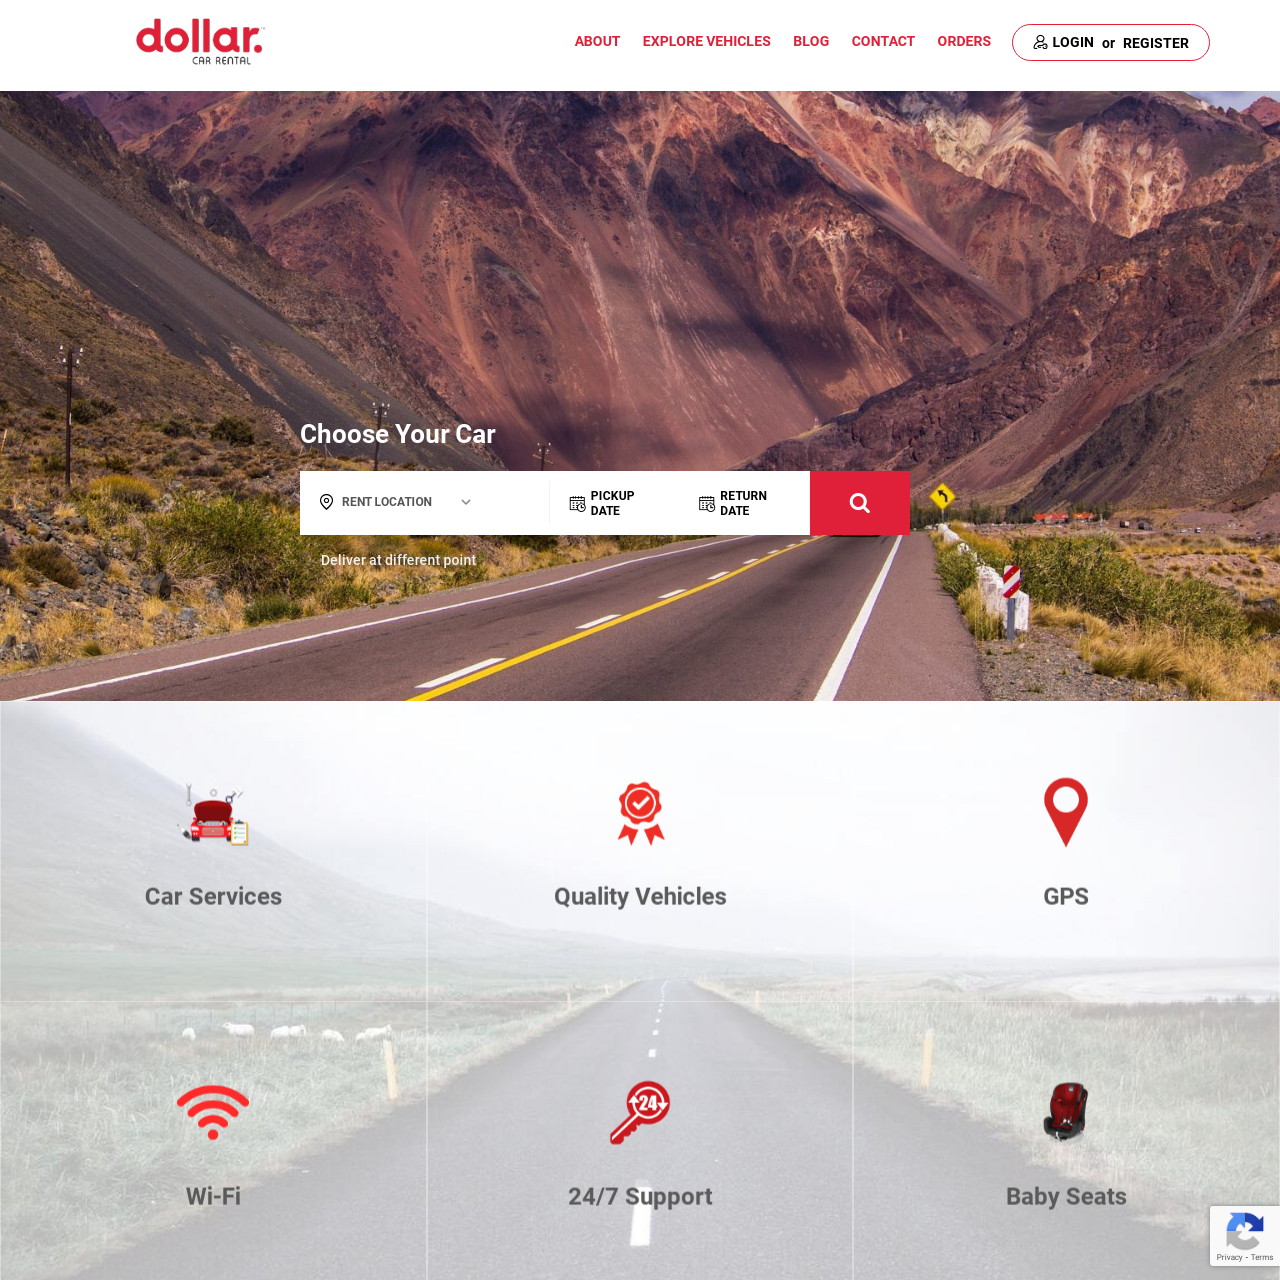 dollar.
CAR RENTAL
ABOUT EXPLORE VEHICLES BLOG CONTACT ORDERS LOGIN or REGISTER
Choose Your Car
RENT LOCATION
PICKUP
DATE
RETURN
DATE
Deliver at different point
Car Services
Quality Vehicles
GPS
Wi-Fi
24
24/7 Support
Baby Seats
Privacy - Terms